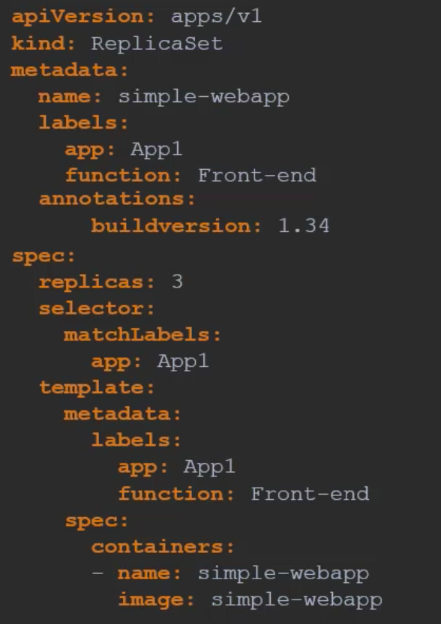 apiVersion: apps/v1
kind: ReplicaSet
metadata:
  name: simple-webapp
  labels:
    app: App1
    function: Front-end
  annotations:
      buildversion: 1.34
spec:
  replicas: 3
  selector:
    matchLabels:
      app: App1
  template:
    metadata:
      labels:
        app: App1
        function: Front-end
    spec:
      containers:
      - name: simple-webapp
        image: simple-webapp